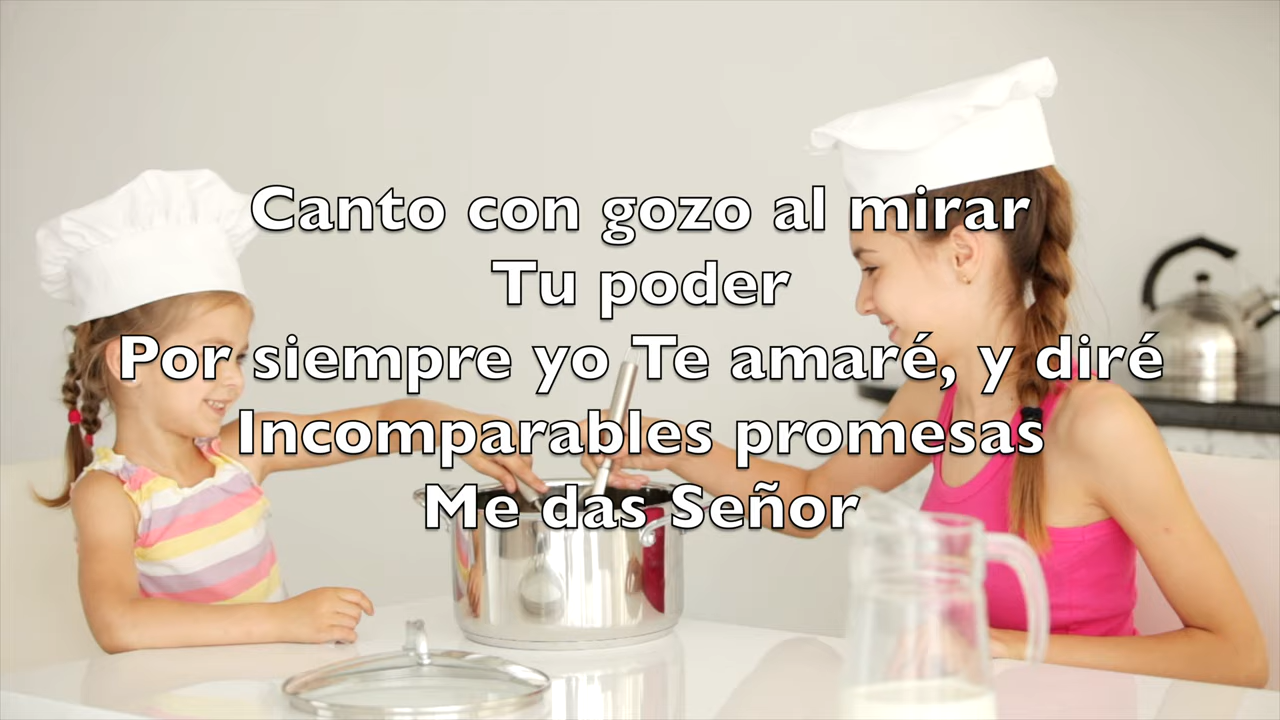 Canto con gozo al mirar
Tu poder
Por siempre yo Te amaré, y diré
Incomparables promesas
Me das Señor